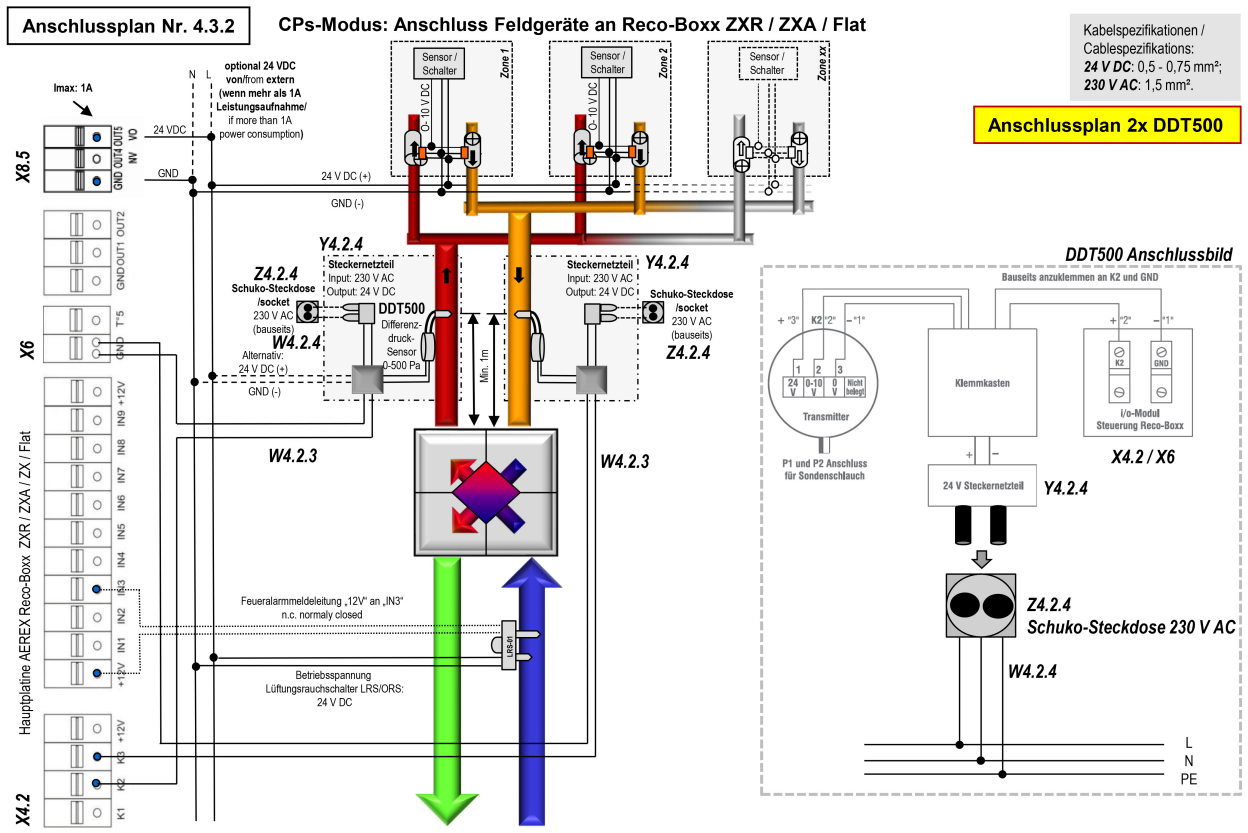 Anschlussplan Nr. 4.3.2
CPs-Modus: Anschluss Feldgeräte an Reco-Boxx ZXR / ZXA / Flat
Kabelspezifikationen /
Cablespezifikations:
24 V DC: 0,5 - 0,75 mm²;
230 V AC: 1,5 mm².
Anschlussplan 2x DDT500
Imax: 1A
N
L
optional 24 VDC
von/from extern
(wenn mehr als 1A
Leistungsaufnahme/
if more than 1A
power consumption)
Sensor /
Schalter
Zone 1
O- 10 V DC
Sensor /
Schalter
Zone 2
O- 10 V DC
Sensor /
Schalter
Zone xx
X8.5
GND OUT4 OUT5
NV VO
24 VDC
GND
24 V DC (+)
GND (-)
GND OUT1 OUT2
X6
GND T°5
Hauptplatine AEREX Reco-Boxx ZXR / ZXA / ZX / Flat
+12V
IN9
IN8
IN7
IN6
IN5
IN4
IN3
IN2
IN1
+12V
X4.2
+12V
K3
K2
K1
Y4.2.4
Steckernetzteil
Input: 230 V AC
Output: 24 V DC
Z4.2.4
Schuko-Steckdose
/socket
230 V AC
(bauseits)
W4.2.4
DDT500
Differenz-
druck-
Sensor
0-500 Pa
Alternativ:
24 V DC (+)
GND (-)
Min. 1m
Y4.2.4
Steckernetzteil
Input: 230 V AC
Output: 24 V DC
Schuko-Steckdose
/socket
230 V AC
(bauseits)
Z4.2.4
W4.2.3
W4.2.3
Feueralarmmeldeleitung „12V“ an „IN3“
n.c. normaly closed
LRS-01
Betriebsspannung
Lüftungsrauchschalter LRS/ORS:
24 V DC
DDT500 Anschlussbild
Bauseits anzuklemmen an K2 und GND
+ "3" K2 "2" – "1"
1 2 3
24 V
0-10 V
0 V
Nicht belegt
Transmitter
P1 und P2 Anschluss
für Sondenschlauch
Klemmkasten
+ "2" – "1"
K2 GND
i/o-Modul
Steuerung Reco-Boxx
X4.2 / X6
+ –
24 V Steckernetzteil
Y4.2.4
Z4.2.4
Schuko-Steckdose 230 V AC
W4.2.4
L
N
PE